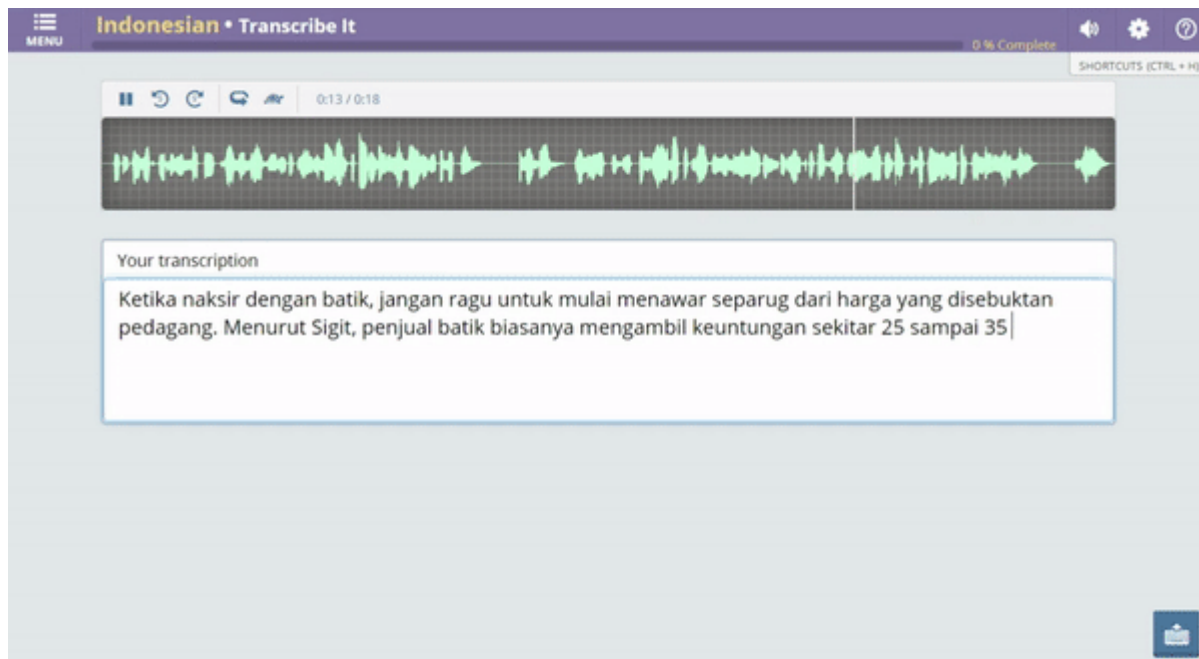 MENU
Indonesian • Transcribe It
0 % Complete
SHORTCUTS (CTRL + H)
0:13 / 0:18
Your transcription
Ketika naksir dengan batik, jangan ragu untuk mulai menawar separug dari harga yang disebuktan
pedagang. Menurut Sigit, penjual batik biasanya mengambil keuntungan sekitar 25 sampai 35